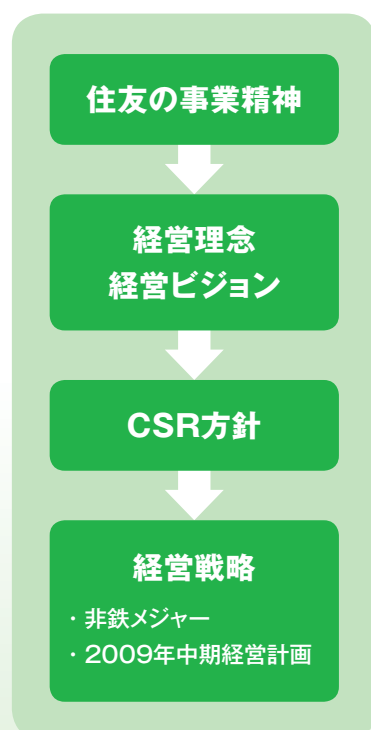 住友の事業精神
経営理念
経営ビジョン
CSR方針
経営戦略
・非鉄メジャー
・2009年中期経営計画